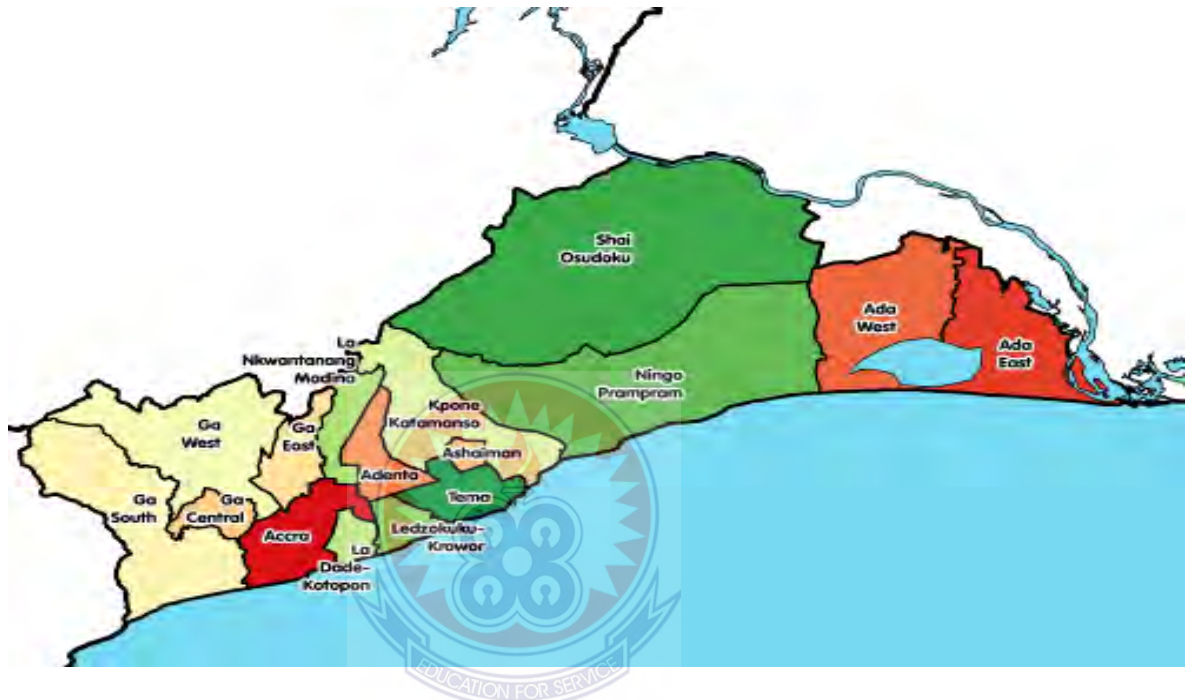 Shai
Osudoku
Ada
West
Ada
East
Ningo
Prampram
La
Nkwantanang
Madina
Kpone
Katamanso
Ga
West
Ga
East
Ashaiman
Adenta
Tema
Ga
South
Ga
Central
Accra
Ledzokuku-
Krowor
La
Dade-
Kotopon
EDUCATION FOR SERVICE